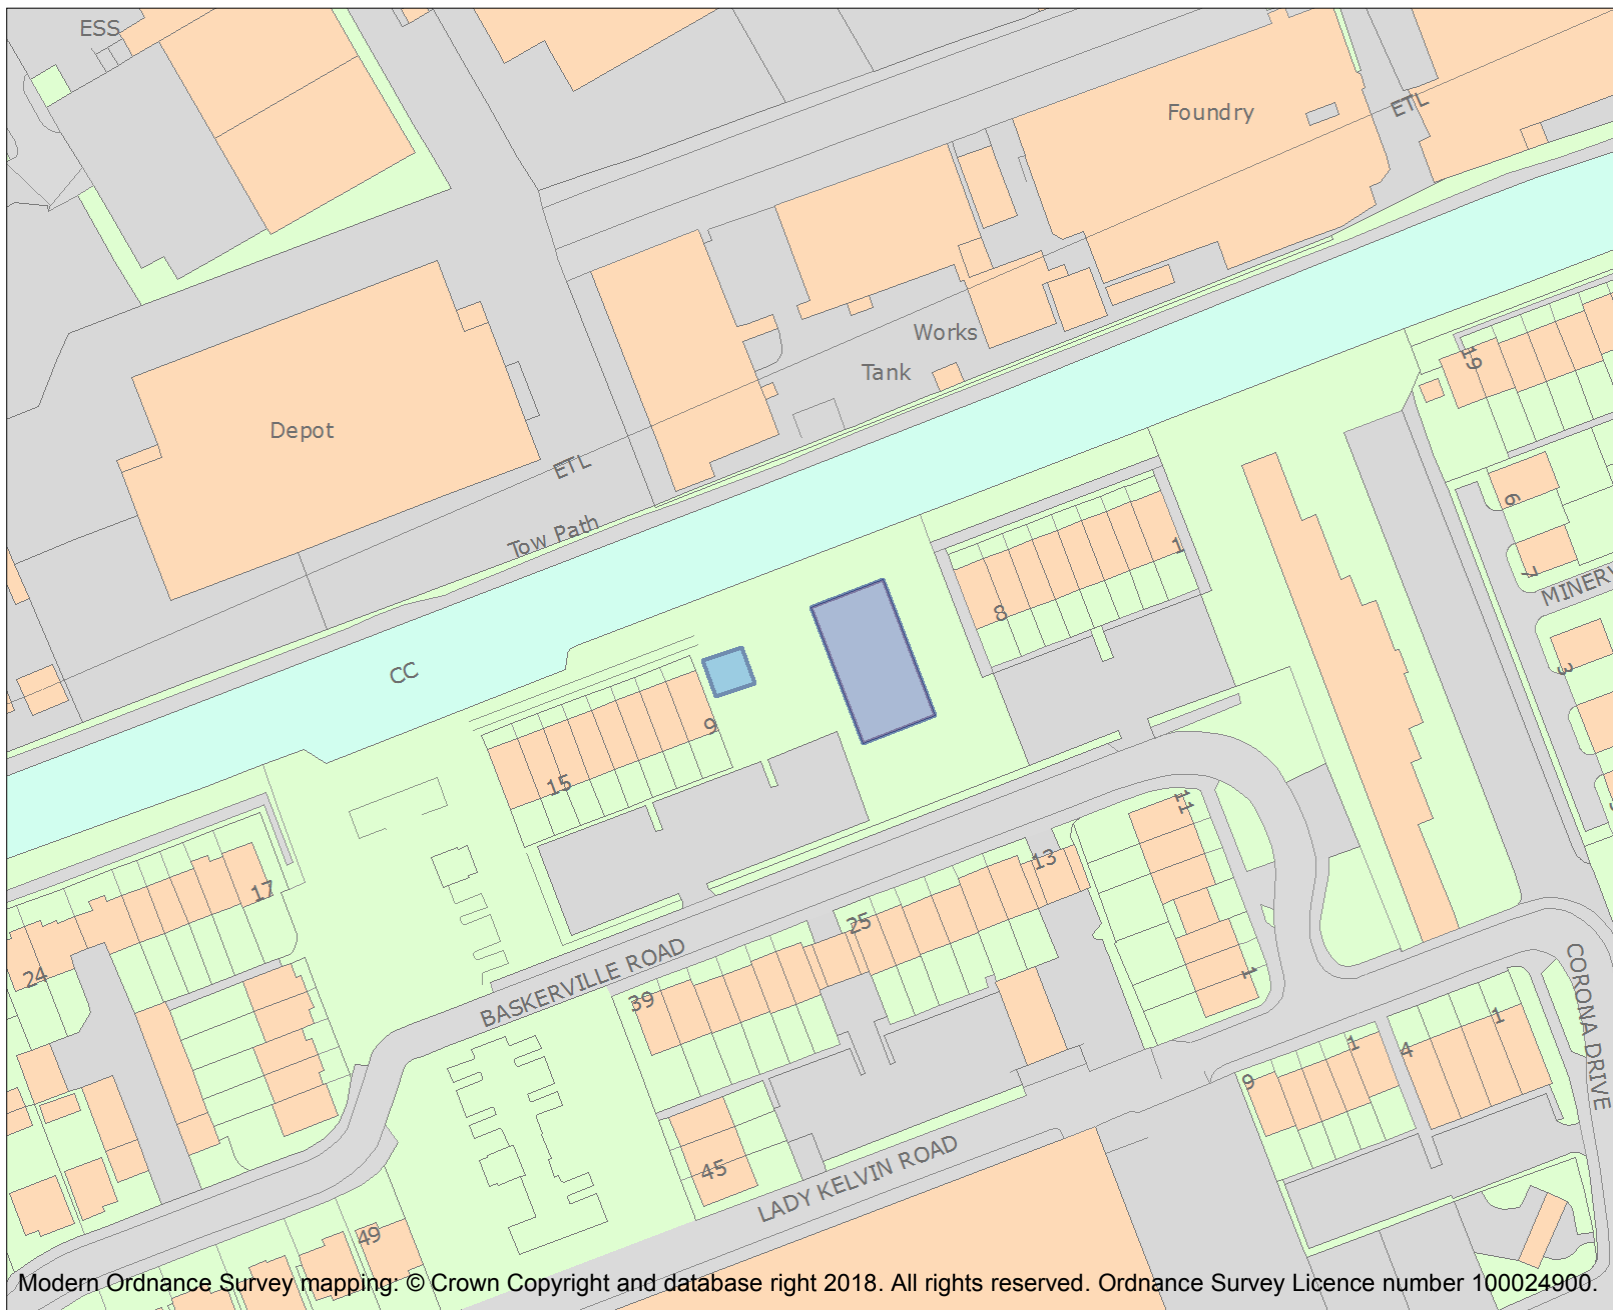 ESS
Foundry
ETL
Works
Tank
19
Depot
ETL
6
Tow Path
1
7
MINERV
8
3
CC
9
15
11
13
17
25
24
BASKERVILLE ROAD
39
1
CORONA DRIVE
1
1
4
9
45
LADY KELVIN ROAD
49
Modern Ordnance Survey mapping: © Crown Copyright and database right 2018. All rights reserved. Ordnance Survey Licence number 100024900.